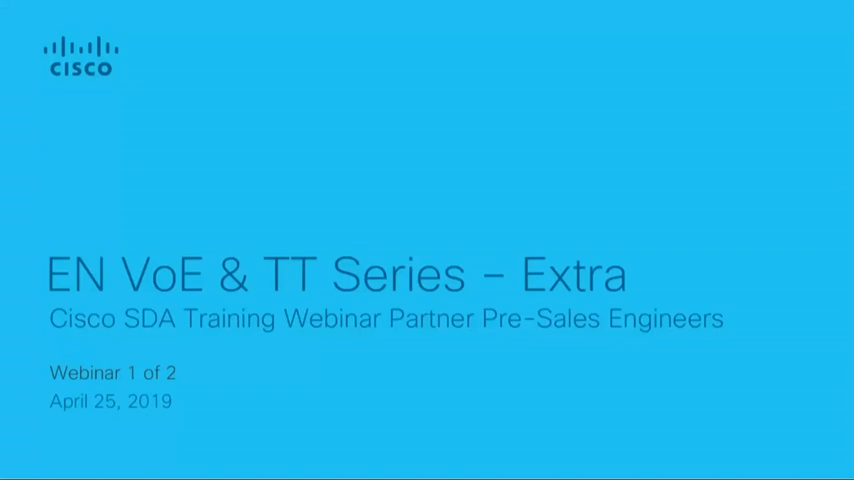 CISCO
EN VoE & TT Series - Extra
Cisco SDA Training Webinar Partner Pre-Sales Engineers
Webinar 1 of 2
April 25, 2019